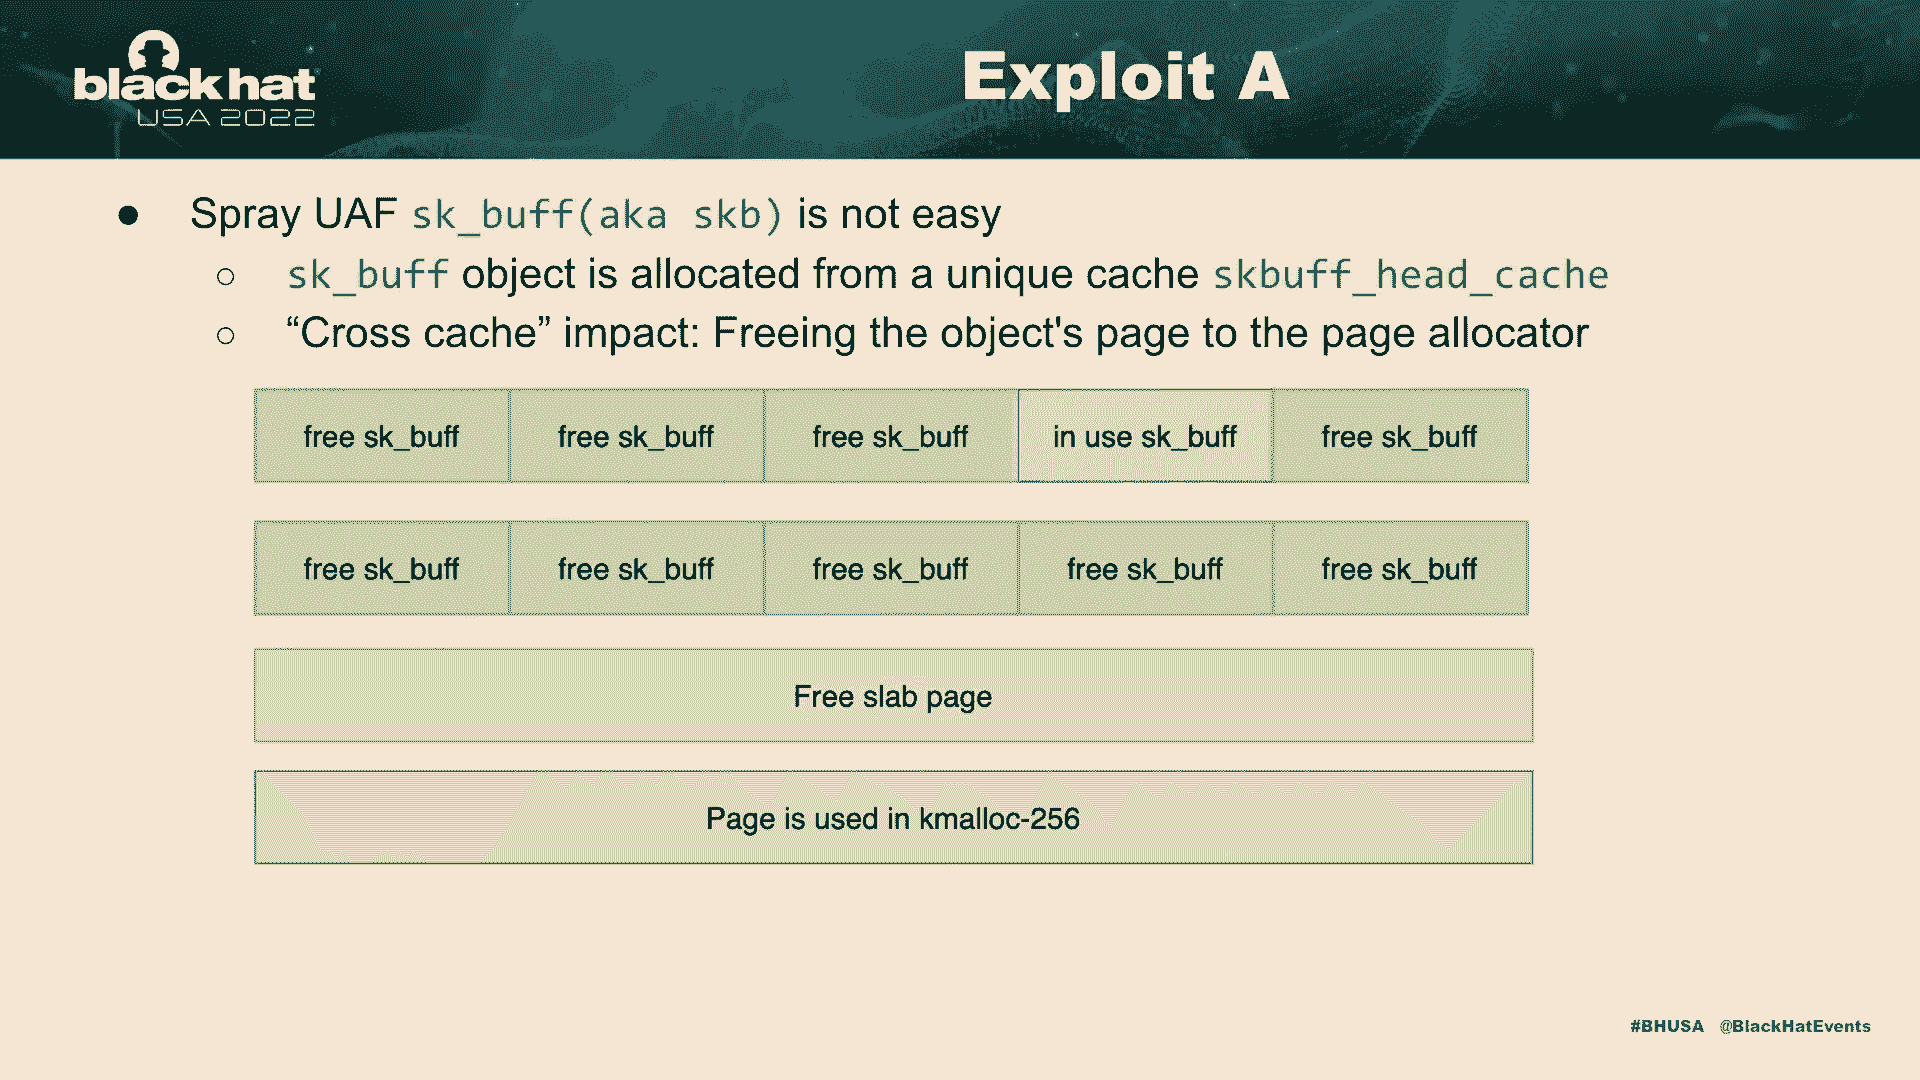 black hat
USA 2022
Exploit A
● Spray UAF sk_buff(aka skb) is not easy
○ sk_buff object is allocated from a unique cache skbuff_head_cache
○ “Cross cache” impact: Freeing the object's page to the page allocator
free sk_buff free sk_buff free sk_buff in use sk_buff free sk_buff
free sk_buff free sk_buff free sk_buff free sk_buff free sk_buff
Free slab page
Page is used in kmalloc-256
#BHUSA @BlackHatEvents